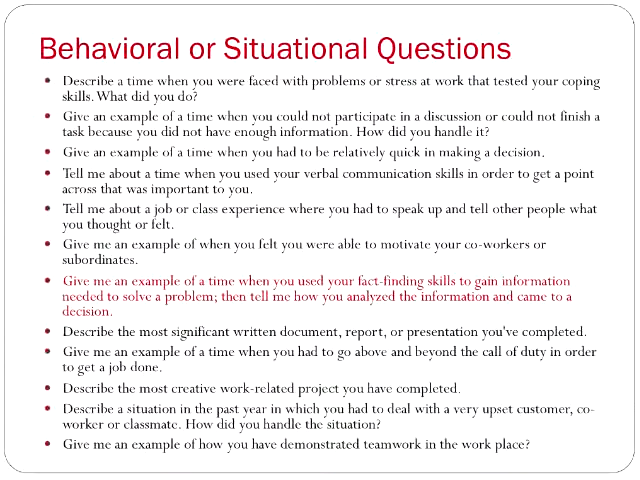 Behavioral or Situational Questions
• Describe a time when you were faced with problems or stress at work that tested your coping
skills. What did you do?
• Give an example of a time when you could not participate in a discussion or could not finish a
task because you did not have enough information. How did you handle it?
• Give an example of a time when you had to be relatively quick in making a decision.
• Tell me about a time when you used your verbal communication skills in order to get a point
across that was important to you.
• Tell me about a job or class experience where you had to speak up and tell other people what
you thought or felt.
• Give me an example of when you felt you were able to motivate your co-workers or
subordinates.
• Give me an example of a time when you used your fact-finding skills to gain information
needed to solve a problem; then tell me how you analyzed the information and came to a
decision.
• Describe the most significant written document, report, or presentation you've completed.
• Give me an example of a time when you had to go above and beyond the call of duty in order
to get a job done.
• Describe the most creative work-related project you have completed.
• Describe a situation in the past year in which you had to deal with a very upset customer, co-
worker or classmate. How did you handle the situation?
• Give me an example of how you have demonstrated teamwork in the work place?